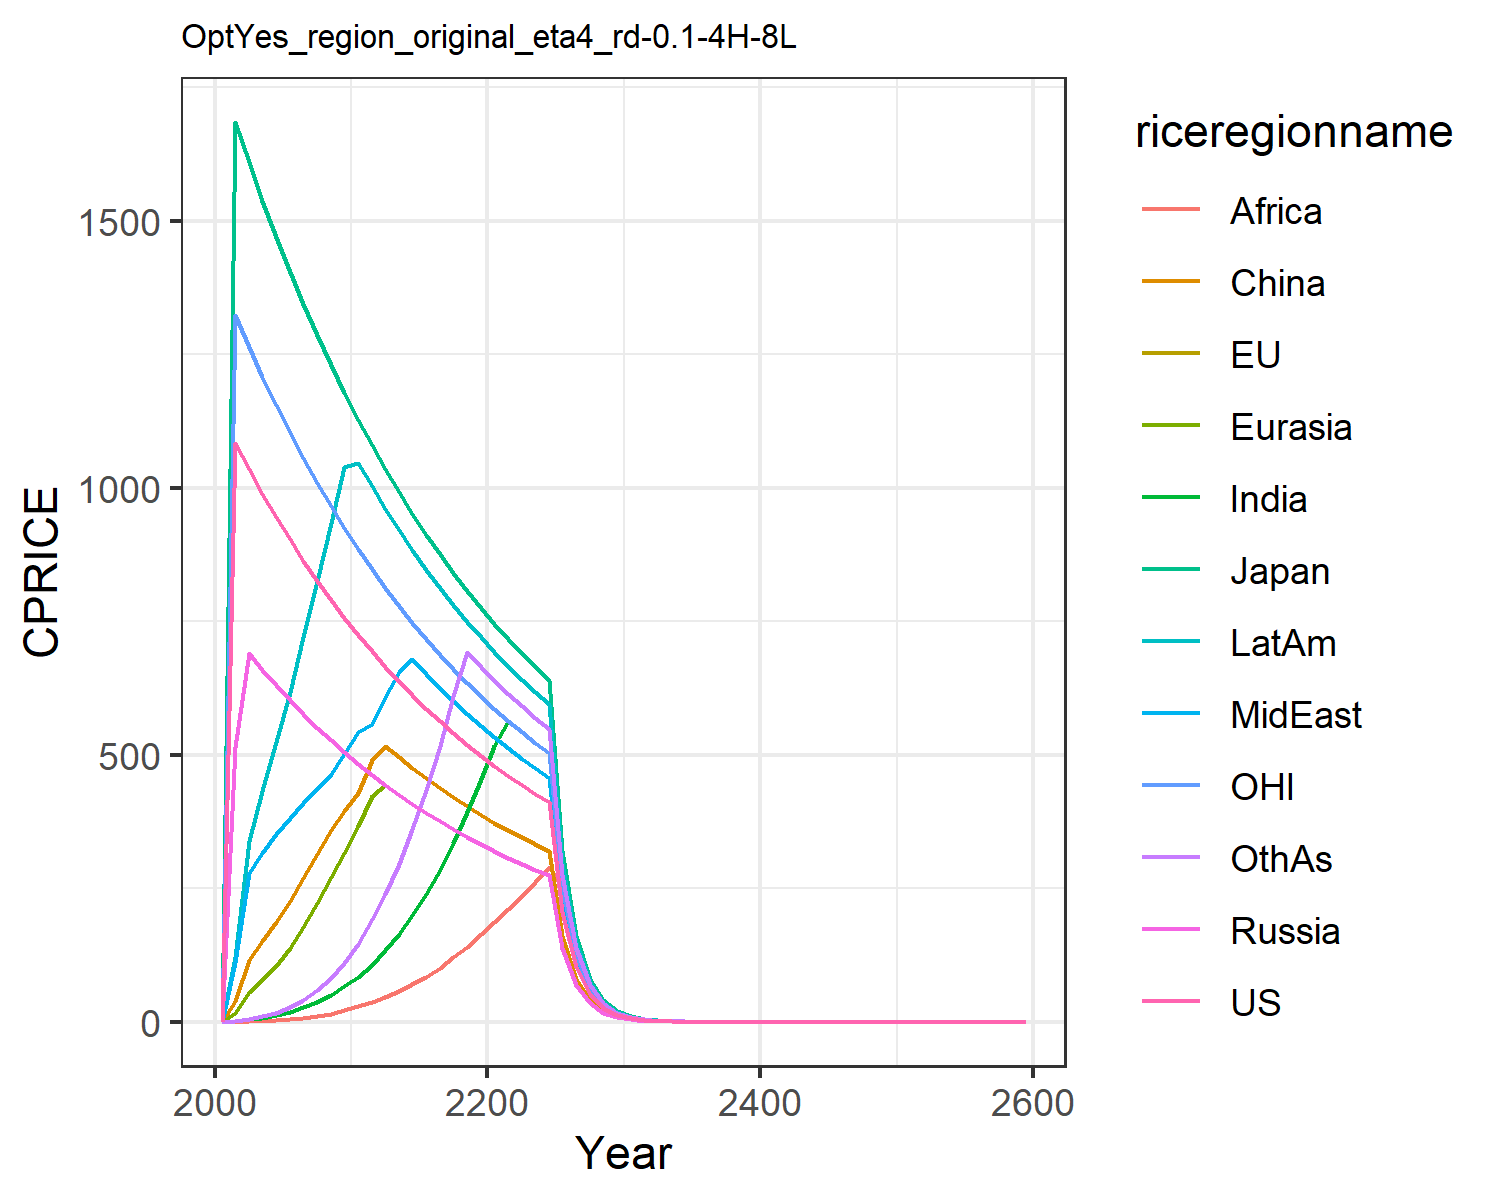 OptYes_region_original_eta4_rd-0.1-4H-8L
CPRICE
1500
1000
500
0
2000 2200 2400 2600
Year
riceregionname
Africa
China
EU
Eurasia
India
Japan
LatAm
MidEast
OHI
OthAs
Russia
US